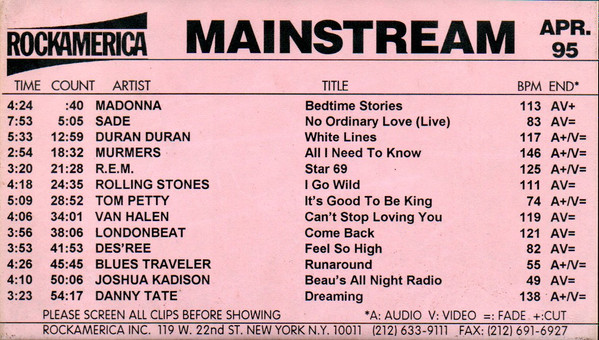 ROCKAMERICA MAINSTREAM APR. 95
TIME COUNT ARTIST TITLE BPM END*
4:24 :40 MADONNA Bedtime Stories 113 AV+
7:53 5:05 SADE No Ordinary Love (Live) 83 AV=
5:33 12:59 DURAN DURAN White Lines 117 A+/V=
2:54 18:32 MURMERS All I Need To Know 146 A+/V=
3:20 21:28 R.E.M. Star 69 125 A+/V=
4:18 24:35 ROLLING STONES I Go Wild 111 AV=
5:09 28:52 TOM PETTY It's Good To Be King 74 A+/V=
4:06 34:01 VAN HALEN Can't Stop Loving You 119 AV=
3:56 38:06 LONDONBEAT Come Back 121 AV=
3:53 41:53 DES'REE Feel So High 82 AV=
4:26 45:45 BLUES TRAVELER Runaround 55 A+/V=
4:10 50:06 JOSHUA KADISON Beau's All Night Radio 49 AV=
3:23 54:17 DANNY TATE Dreaming 138 A+/V=
PLEASE SCREEN ALL CLIPS BEFORE SHOWING *A: AUDIO V: VIDEO =: FADE +:CUT
ROCKAMERICA INC. 119 W. 22nd ST. NEW YORK N.Y. 10011 (212) 633-9111 FAX: (212) 691-6927